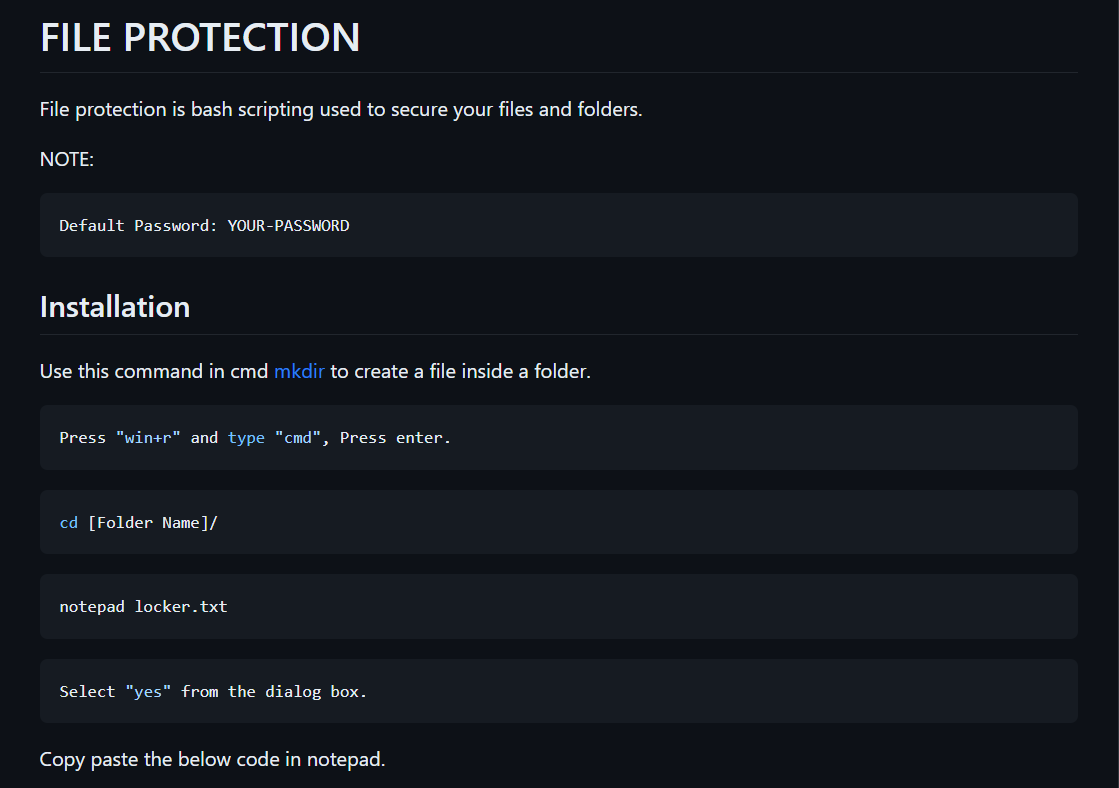 FILE PROTECTION
File protection is bash scripting used to secure your files and folders.
NOTE:
Default Password: YOUR-PASSWORD
Installation
Use this command in cmd mkdir to create a file inside a folder.
Press "win+r" and type "cmd", Press enter.
cd [Folder Name]/
notepad locker.txt
Select "yes" from the dialog box.
Copy paste the below code in notepad.